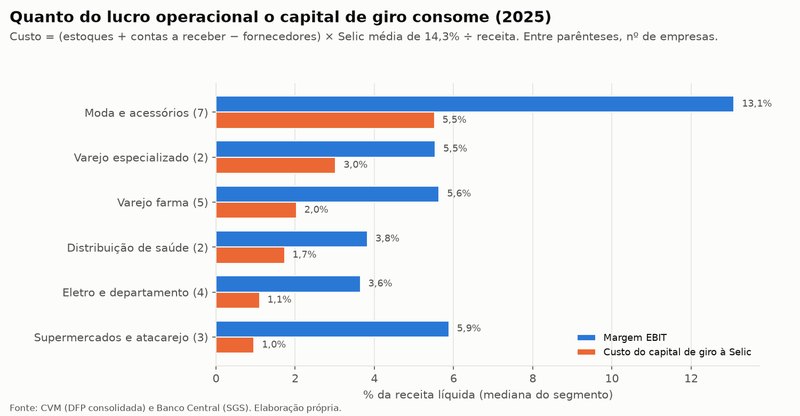 Quanto do lucro operacional o capital de giro consome (2025)
Custo = (estoques + contas a receber − fornecedores) × Selic média de 14,3% ÷ receita. Entre parênteses, nº de empresas.
Moda e acessórios (7)
13,1%
5,5%
Varejo especializado (2)
5,5%
3,0%
Varejo farma (5)
5,6%
2,0%
Distribuição de saúde (2)
3,8%
1,7%
Eletro e departamento (4)
3,6%
1,1%
Supermercados e atacarejo (3)
5,9%
1,0%
Margem EBIT
Custo do capital de giro à Selic
0 2 4 6 8 10 12
% da receita líquida (mediana do segmento)
Fonte: CVM (DFP consolidada) e Banco Central (SGS). Elaboração própria.